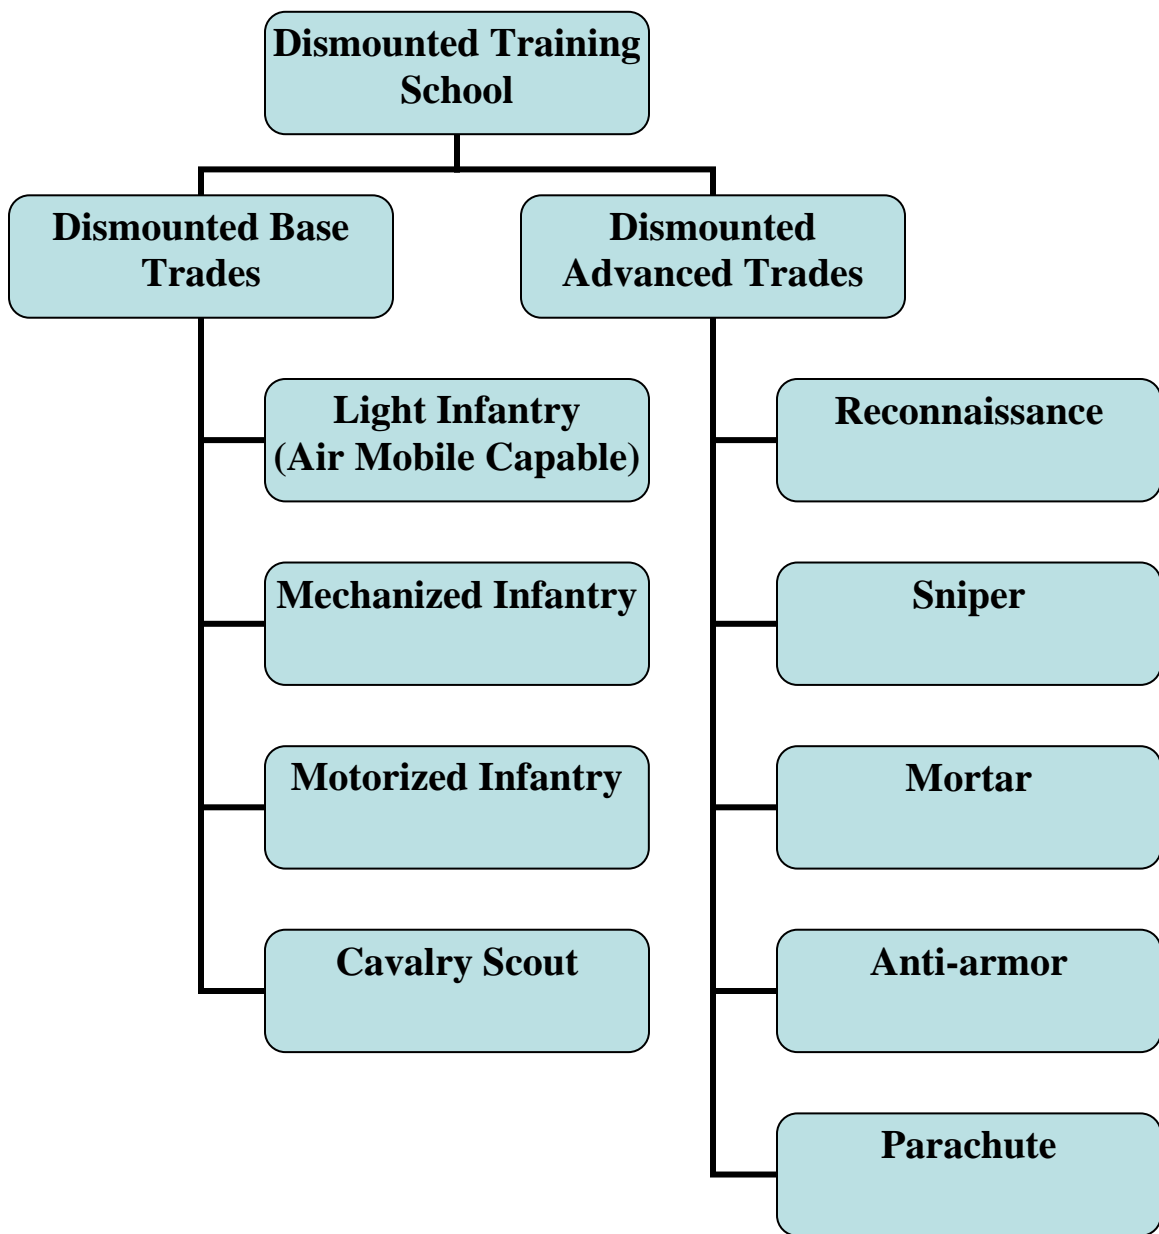 Dismounted Training
School
Dismounted Base
Trades
Dismounted
Advanced Trades
Light Infantry
(Air Mobile Capable)
Mechanized Infantry
Motorized Infantry
Cavalry Scout
Reconnaissance
Sniper
Mortar
Anti-armor
Parachute